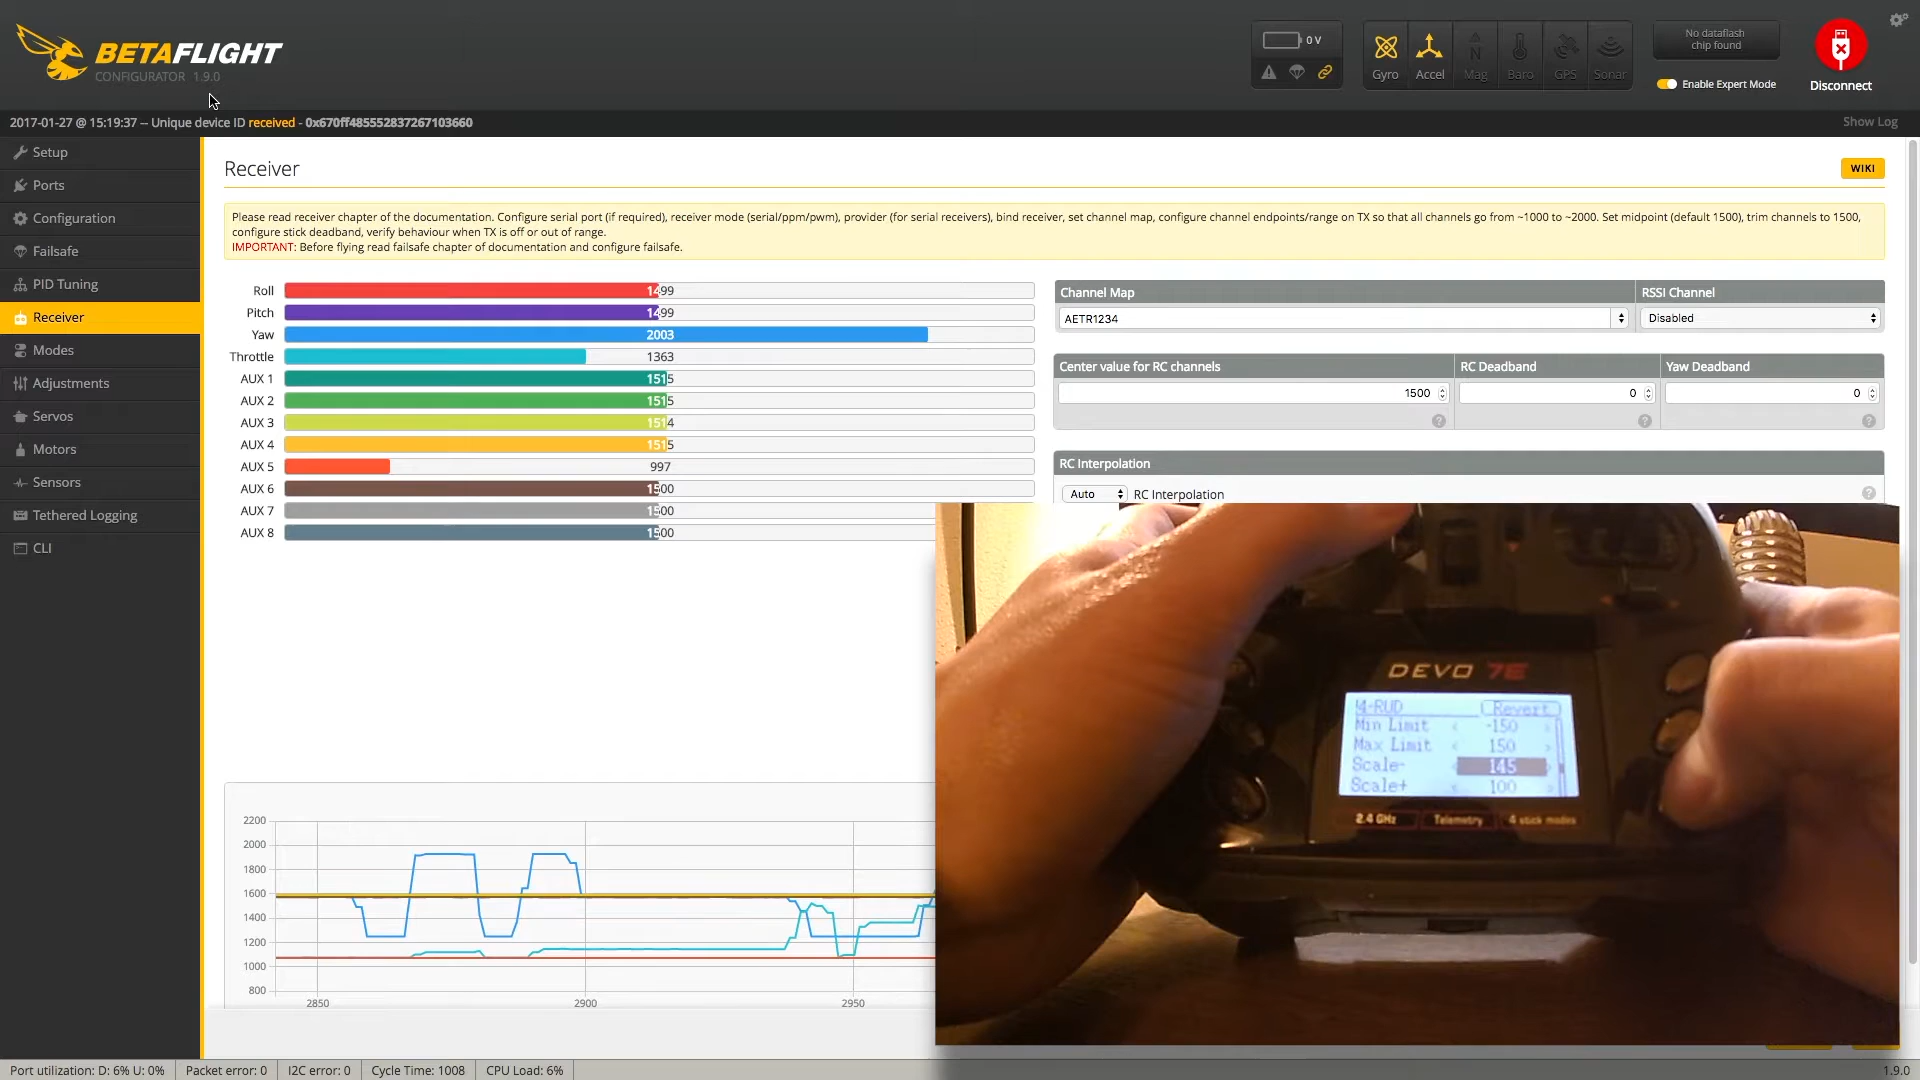 BETAFLIGHT
CONFIGURATOR 1.9.0
0 V
Gyro
Accel
Mag
Baro
GPS
Sonar
No dataflash
chip found
Enable Expert Mode
Disconnect
2017-01-27 @ 15:19:37 -- Unique device ID received - 0x670ff485552837267103660
Show Log
Setup
Ports
Configuration
Failsafe
PID Tuning
Receiver
Modes
Adjustments
Servos
Motors
Sensors
Tethered Logging
CLI
Receiver
WIKI
Please read receiver chapter of the documentation. Configure serial port (if required), receiver mode (serial/ppm/pwm), provider (for serial receivers), bind receiver, set channel map, configure channel endpoints/range on TX so that all channels go from ~1000 to ~2000. Set midpoint (default 1500), trim channels to 1500,
configure stick deadband, verify behaviour when TX is off or out of range.
IMPORTANT: Before flying read failsafe chapter of documentation and configure failsafe.
Roll 1499
Pitch 1499
Yaw 2003
Throttle 1363
AUX 1 1515
AUX 2 1515
AUX 3 1514
AUX 4 1515
AUX 5 997
AUX 6 1500
AUX 7 1500
AUX 8 1500
Channel Map
RSSI Channel
AETR1234
Disabled
Center value for RC channels
RC Deadband
Yaw Deadband
1500
0
0
RC Interpolation
Auto RC Interpolation
2200
2000
1800
1600
1400
1200
1000
800
2850
2900
2950
DEVO 7E
4-RUD Revert
Min Limit -150
Max Limit 150
Scale- 145
Scale+ 100
2.4 GHz Telemetry 4 stick modes
Port utilization: D: 6% U: 0%
Packet error: 0
I2C error: 0
Cycle Time: 1008
CPU Load: 6%
1.9.0